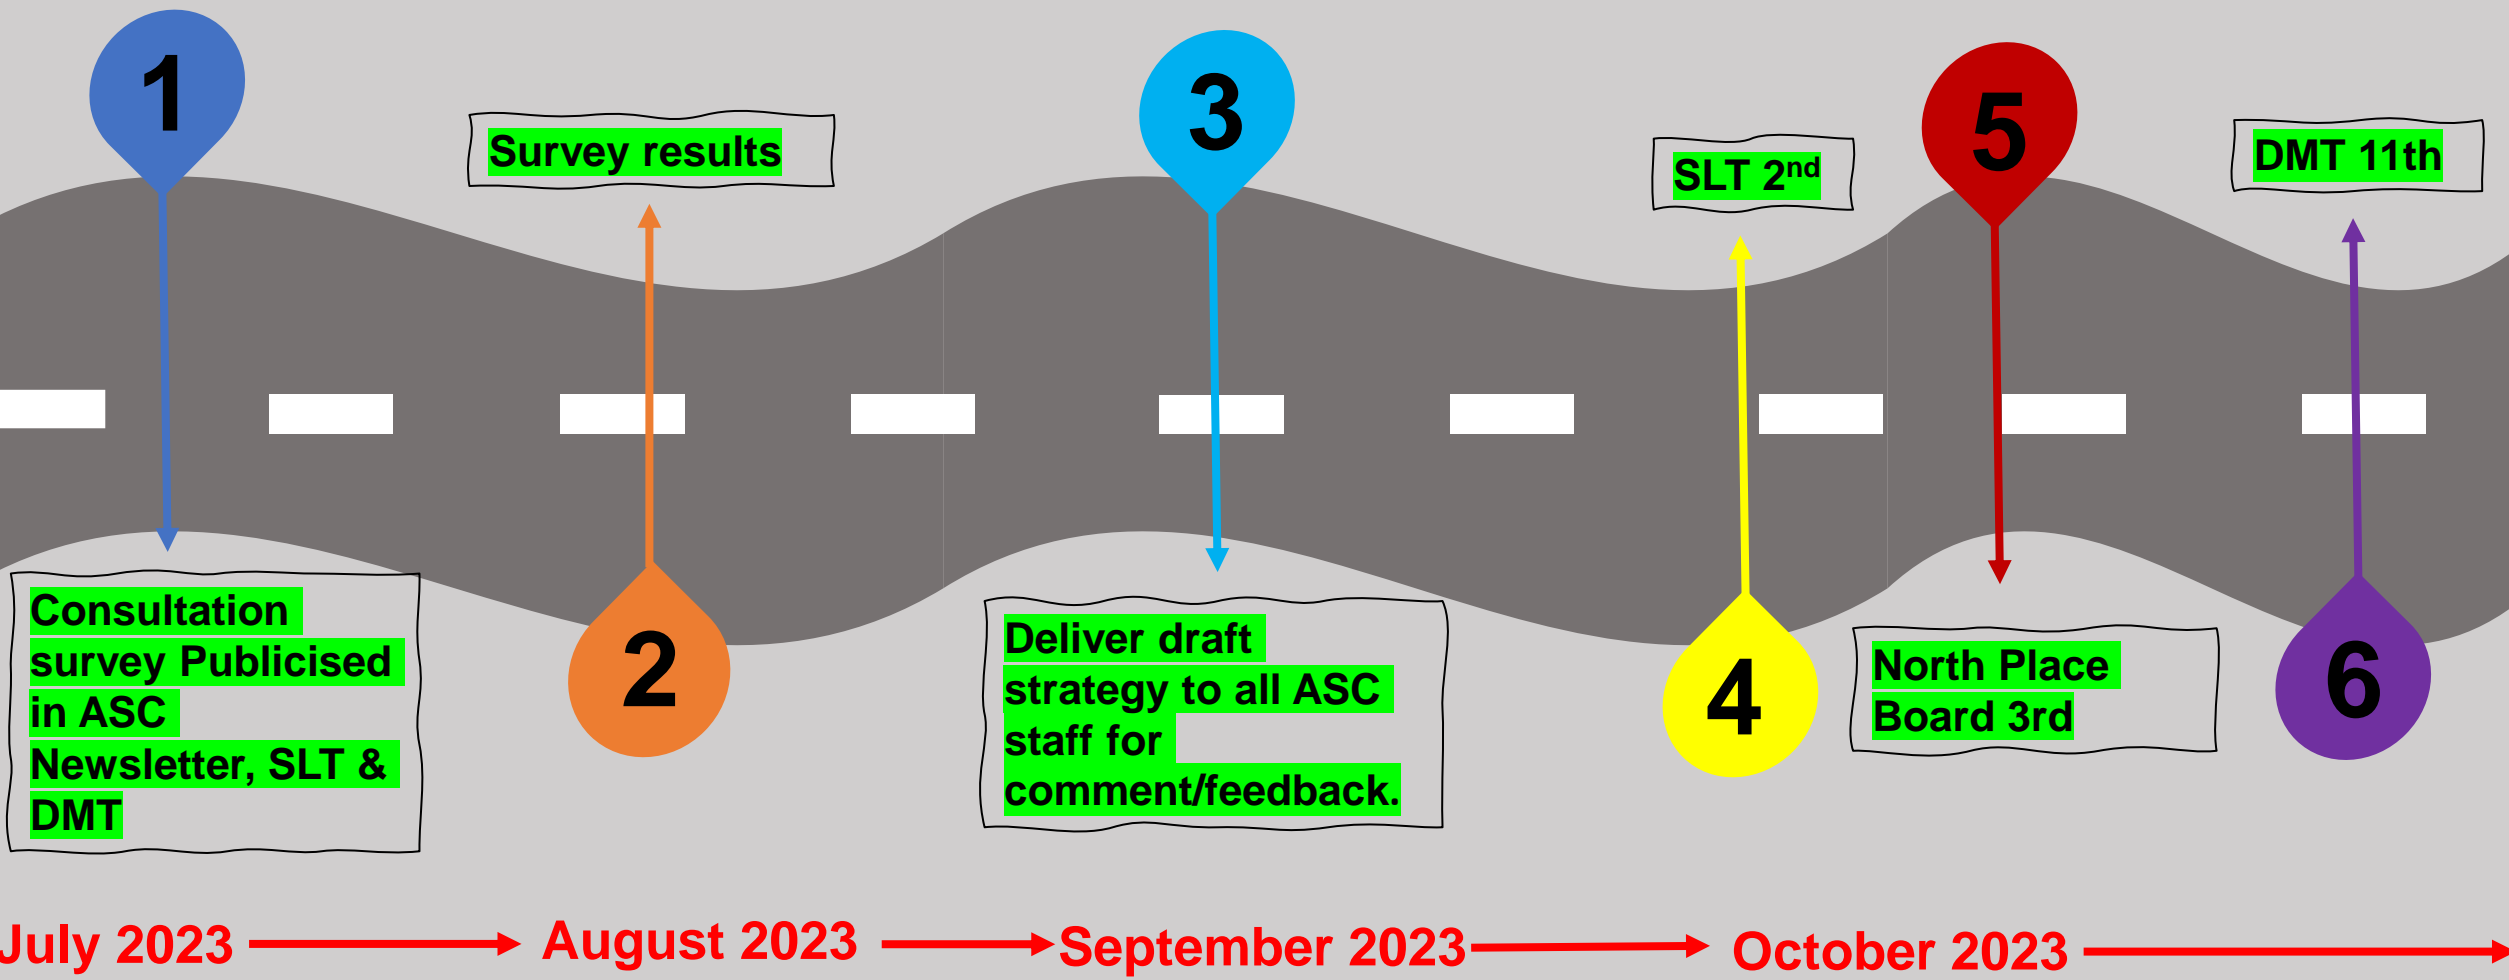 1
Consultation
survey Publicised
in ASC
Newsletter, SLT &
DMT
2
Survey results
3
Deliver draft
strategy to all ASC
staff for
comment/feedback.
4
SLT 2nd
5
North Place
Board 3rd
6
DMT 11th
July 2023
August 2023
September 2023
October 2023